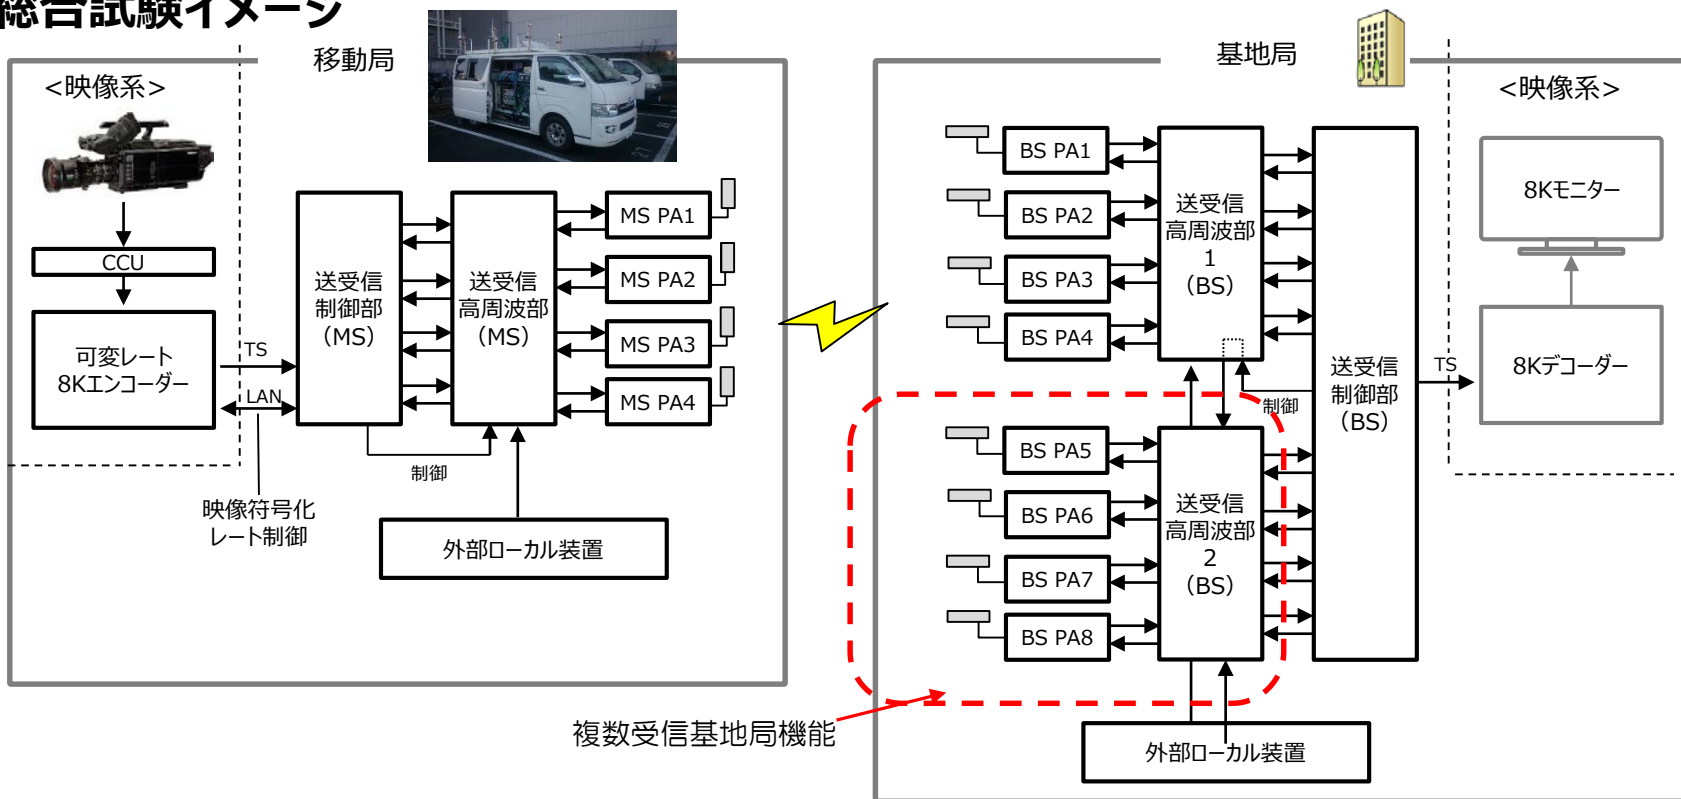 総合試験イメージ
移動局
<映像系>
CCU
可変レート
8Kエンコーダー
TS
LAN
映像符号化
レート制御
送受信
制御部
（MS）
送受信
高周波部
（MS）
制御
MS PA1
MS PA2
MS PA3
MS PA4
外部ローカル装置
基地局
<映像系>
BS PA1
BS PA2
BS PA3
BS PA4
送受信
高周波部
1
（BS）
制御
BS PA5
BS PA6
BS PA7
BS PA8
送受信
高周波部
2
（BS）
送受信
制御部
（BS）
TS
8Kモニター
8Kデコーダー
複数受信基地局機能
外部ローカル装置